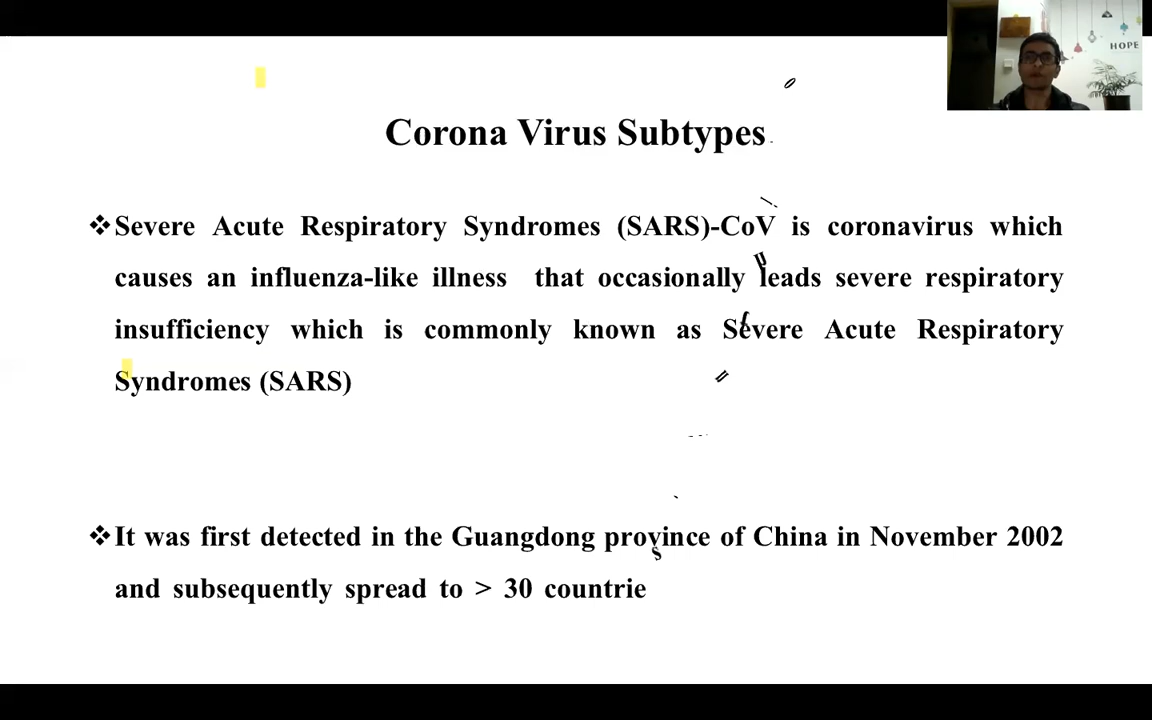 HOPE
Corona Virus Subtypes
❖Severe Acute Respiratory Syndromes (SARS)-CoV is coronavirus which
causes an influenza-like illness that occasionally leads severe respiratory
insufficiency which is commonly known as Severe Acute Respiratory
Syndromes (SARS)
❖It was first detected in the Guangdong province of China in November 2002
and subsequently spread to > 30 countrie
s